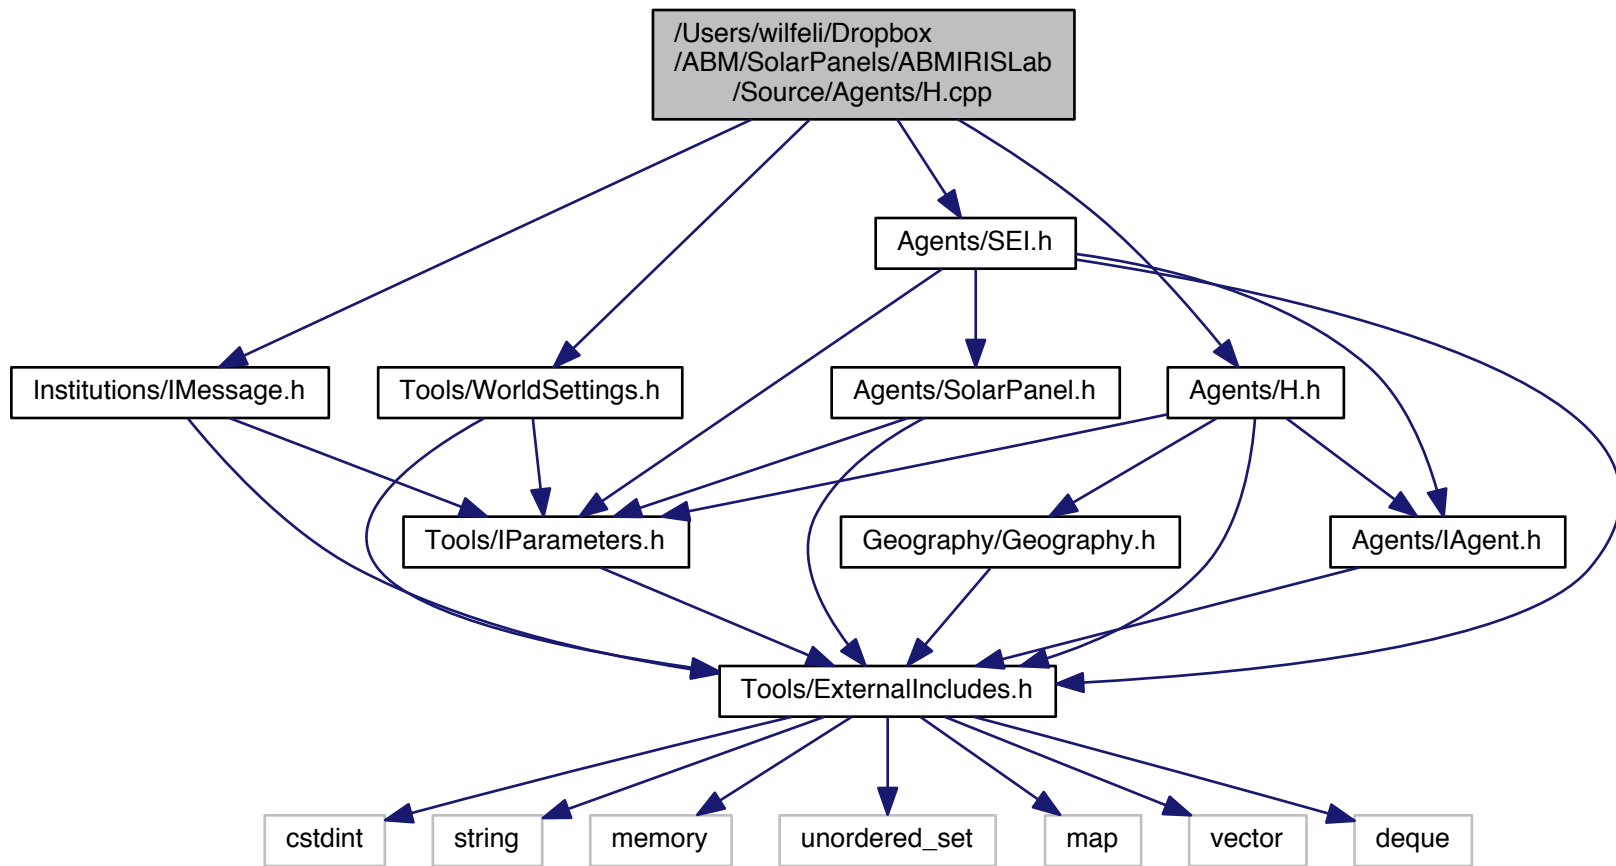 /Users/wilfeli/Dropbox
/ABM/SolarPanels/ABMIRISLab
/Source/Agents/H.cpp
Agents/SEI.h
Institutions/IMessage.h
Tools/WorldSettings.h
Agents/SolarPanel.h
Agents/H.h
Tools/IParameters.h
Geography/Geography.h
Agents/IAgent.h
Tools/ExternalIncludes.h
cstdint
string
memory
unordered_set
map
vector
deque